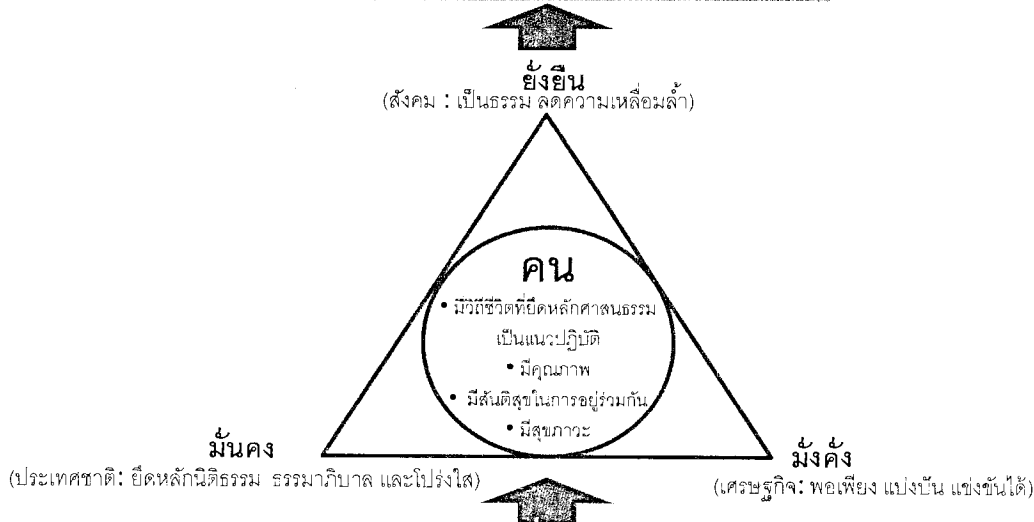 ยั่งยืน
(สังคม : เป็นธรรม ลดความเหลื่อมล้ำ)
คน
• มีวิถีชีวิตที่ยึดหลักศาสนธรรม
เป็นแนวปฏิบัติ
• มีคุณภาพ
• มีสันติสุขในการอยู่ร่วมกัน
• มีสุขภาวะ
มั่นคง
(ประเทศชาติ: ยึดหลักนิติธรรม ธรรมาภิบาล และโปร่งใส)
มั่งคั่ง
(เศรษฐกิจ: พอเพียง แบ่งปัน แข่งขันได้)